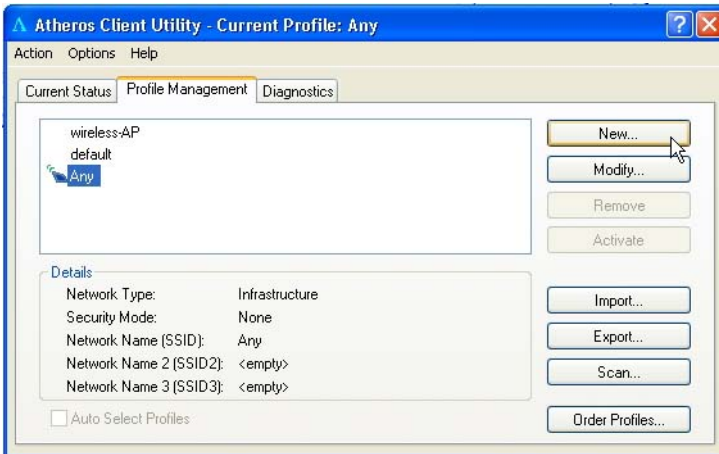 Atheros Client Utility - Current Profile: Any
Action Options Help
Current Status Profile Management Diagnostics
wireless-AP
default
Any
New...
Modify...
Remove
Activate
Details
Network Type: Infrastructure
Security Mode: None
Network Name (SSID): Any
Network Name 2 (SSID2): <empty>
Network Name 3 (SSID3): <empty>
Import...
Export...
Scan...
Auto Select Profiles
Order Profiles...